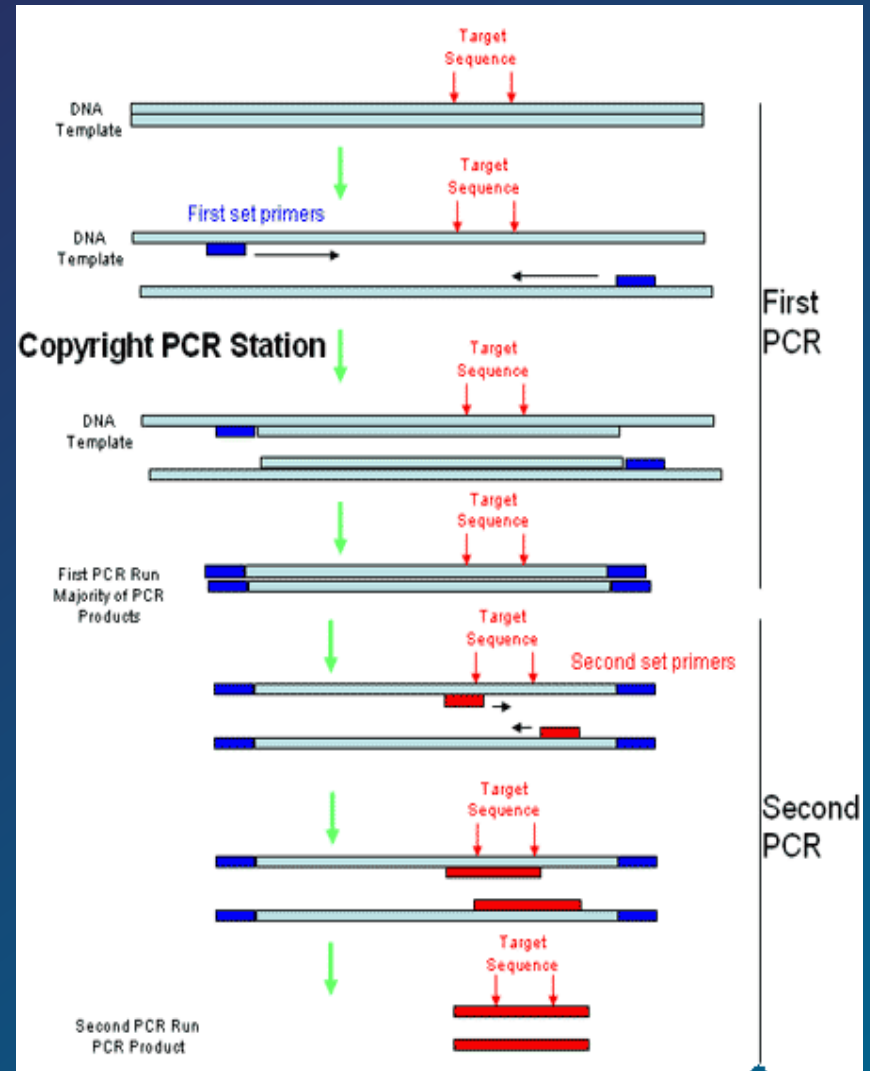 Target
Sequence
DNA
Template
Target
Sequence
First set primers
DNA
Template
First
PCR
Copyright PCR Station
Target
Sequence
DNA
Template
Target
Sequence
First PCR Run
Majority of PCR
Products
Target
Sequence
Second set primers
Target
Sequence
Second
PCR
Target
Sequence
Second PCR Run
PCR Product